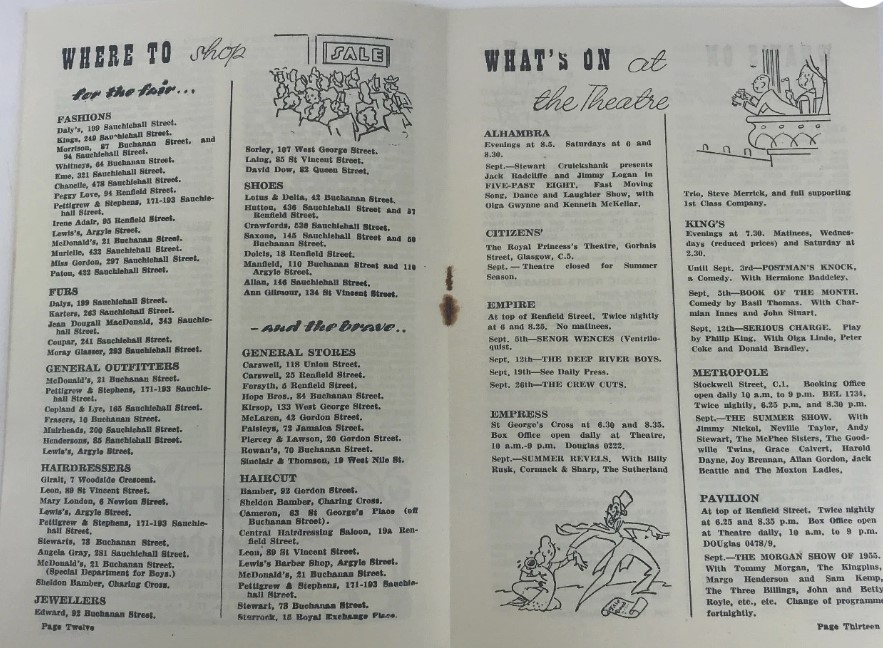 WHERE TO shop
for the fair...
FASHIONS
Daly's, 199 Sauchiehall Street.
Kings, 249 Sauchiehall Street.
Morrison, 87 Buchanan Street. and
94 Sauchiehall Street.
Whitneys, 64 Buchanan Street.
Eme, 321 Sauchiehall Street.
Chanelle, 478 Sauchiehall Street.
Peggy Love, 94 Renfield Street.
Pettigrew & Stephens, 171-193 Sauchie-
hall Street.
Irene Adair, 95 Renfield Street.
Lewis's, Argyle Street.
McDonald's, 21 Buchanan Street.
Murielle, 433 Sauchiehall Street.
Miss Gordon, 297 Sauchiehall Street.
Paton, 422 Sauchiehall Street.
FURS
Dalys, 199 Sauchiehall Street.
Karters, 263 Sauchiehall Street.
Jean Dougall MacDonald, 343 Sauchie-
hall Street.
Coupar, 241 Sauchiehall Street.
Moray Glasser, 293 Sauchiehall Street.
GENERAL OUTFITTERS
McDonald's, 21 Buchanan Street.
Pettigrew & Stephens, 171-193 Sauchie-
hall Street.
Copland & Lye, 165 Sauchiehall Street.
Frasers, 10 Buchanan Street.
Muirheads, 200 Sauchiehall Street.
Hendersons, 85 Sauchiehall Street.
Lewis's, Argyle Street.
HAIRDRESSERS
Giralt, 7 Woodside Crescent.
Leon, 89 St Vincent Street.
Mary London, 6 Newton Street.
Lewis's, Argyle Street.
Pettigrew & Stephens, 171-193 Sauchie-
hall Street.
Stewarts, 78 Buchanan Street.
Angela Gray, 281 Sauchiehall Street.
McDonald's, 21 Buchanan Street.
(Special Department for Boys.)
Sheldon Bamber, Charing Cross.
JEWELLERS
Edward, 92 Buchanan Street.
Page Twelve
SALE
Sorley, 107 West George Street.
Laing, 85 St Vincent Street.
David Dow, 22 Queen Street.
SHOES
Lotus & Delta, 42 Buchanan Street.
Hutton, 436 Sauchiehall Street and 27
Renfield Street.
Crawfords, 536 Sauchiehall Street.
Saxone, 145 Sauchiehall Street and 60
Buchanan Street.
Dolcis, 18 Renfield Street.
Manfield, 110 Buchanan Street and 110
Argyle Street.
Allan, 146 Sauchiehall Street.
Ann Gilmour, 134 St Vincent Street.
- and the brave..
GENERAL STORES
Carswell, 118 Union Street.
Carswell, 25 Renfield Street.
Forsyth, 5 Renfield Street.
Hope Bros., 84 Buchanan Street.
Kirsop, 133 West George Street.
McLaren, 42 Gordon Street.
Paisleys, 72 Jamaica Street.
Piercey & Lawson, 20 Gordon Street.
Rowan's, 70 Buchanan Street.
Sinclair & Thomson, 19 West Nile St.
HAIRCUT
Bamber, 92 Gordon Street.
Sheldon Bamber, Charing Cross.
Cameron, 63 St George's Place (off
Buchanan Street).
Central Hairdressing Saloon, 19a Ren-
field Street.
Leon, 89 St Vincent Street.
Lewis's Barber Shop, Argyle Street.
McDonald's, 21 Buchanan Street.
Pettigrew & Stephens, 171-193 Sauchie-
hall Street.
Stewart, 78 Buchanan Street.
Sturrock, 15 Royal Exchange Place.
WHAT'S ON at
the Theatre
ALHAMBRA
Evenings at 8.5. Saturdays at 6 and
8.30.
Sept.—Stewart Cruickshank presents
Jack Radcliffe and Jimmy Logan in
FIVE-PAST EIGHT. Fast Moving
Song, Dance and Laughter Show, with
Olga Gwynne and Kenneth McKellar.
CITIZENS'
The Royal Princess's Theatre, Gorbals
Street, Glasgow, C.5.
Sept. — Theatre closed for Summer
Season.
EMPIRE
At top of Renfield Street, Twice nightly
at 6 and 8.25, No matinees.
Sept. 5th—SENOR WENCES (Ventrilo-
quist.
Sept, 12th—THE DEEP RIVER BOYS.
Sept, 19th—See Daily Press.
Sept. 26th—THE CREW CUTS.
EMPRESS
St George's Cross at 6.30 and 8.35.
Box Office open daily at Theatre,
10 a.m.-9 p.m. Douglas 0222.
Sept.—SUMMER REVELS, With Billy
Rusk, Cormack & Sharp, The Sutherland
Trio, Steve Merrick, and full supporting
1st Class Company.
KING'S
Evenings at 7.30. Matinees, Wednes-
days (reduced prices) and Saturday at
2.30.
Until Sept. 3rd—POSTMAN'S KNOCK,
a Comedy. With Hermione Baddeley.
Sept, 5th—BOOK OF THE MONTH.
Comedy by Basil Thomas. With Char-
mian Innes and John Stuart.
Sept, 12th—SERIOUS CHARGE. Play
by Philip King. With Olga Lindo, Peter
Coke and Donald Bradley.
METROPOLE
Stockwell Street, C.1. Booking Office
open daily 10 a.m. to 9 p.m. BEL 1734.
Twice nightly, 6.25 p.m. and 8.30 p.m.
Sept.—THE SUMMER SHOW. With
Jimmy Nickol, Neville Taylor, Andy
Stewart, The McPhee Sisters, The Good-
wille Twins, Grace Calvert, Harold
Dayne, Joy Brennan, Allan Gordon, Jack
Beattie and The Moxton Ladies,
PAVILION
At top of Renfield Street. Twice nightly
at 6.25 and 8.35 p.m. Box Office open
at Theatre daily, 10 a.m. to 9 p.m.
DOUglas 0478/9.
Sept.—THE MORGAN SHOW OF 1955.
With Tommy Morgan, The Kingpins,
Margo Henderson and Sam Kemp,
The Three Billings, John and Betty
Royle, etc., etc. Change of programme
fortnightly.
Page Thirteen